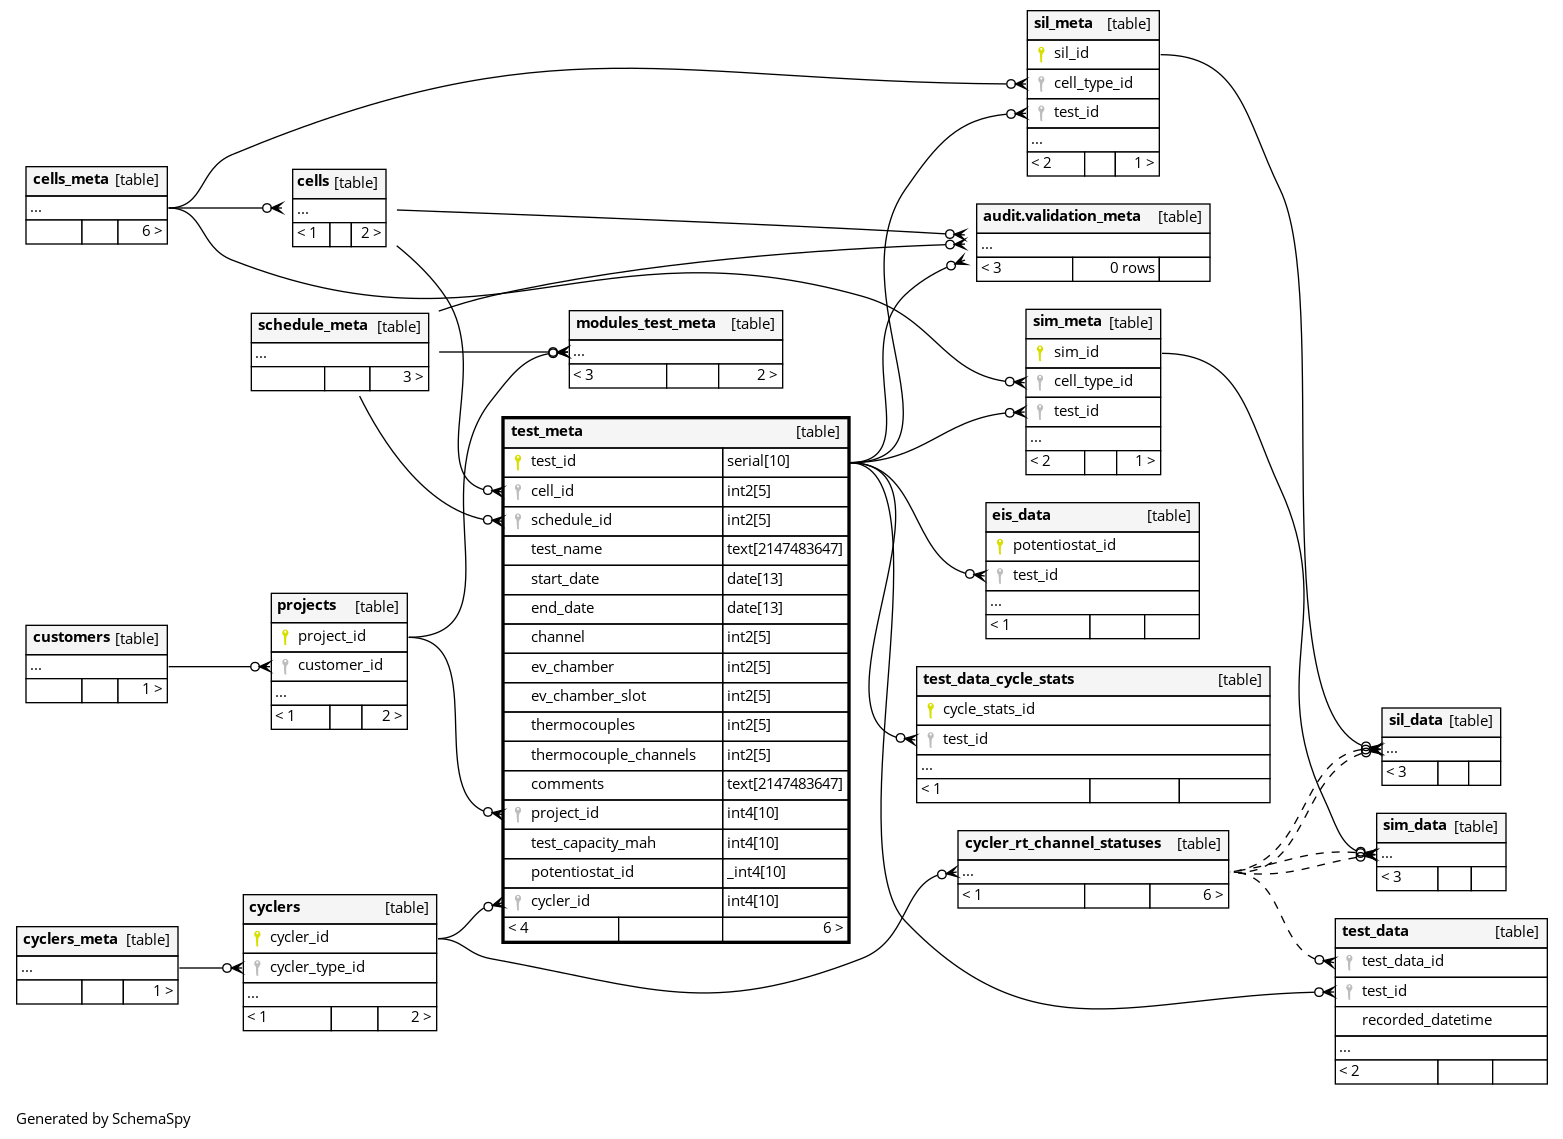 sil_meta [table]
sil_id
cell_type_id
test_id
...
< 2 1 >
cells_meta [table]
...
6 >
cells [table]
...
< 1 2 >
audit.validation_meta [table]
...
< 3 0 rows
schedule_meta [table]
...
3 >
modules_test_meta [table]
...
< 3 2 >
sim_meta [table]
sim_id
cell_type_id
test_id
...
< 2 1 >
test_meta [table]
test_id serial[10]
cell_id int2[5]
schedule_id int2[5]
test_name text[2147483647]
start_date date[13]
end_date date[13]
channel int2[5]
ev_chamber int2[5]
ev_chamber_slot int2[5]
thermocouples int2[5]
thermocouple_channels int2[5]
comments text[2147483647]
project_id int4[10]
test_capacity_mah int4[10]
potentiostat_id _int4[10]
cycler_id int4[10]
< 4 6 >
eis_data [table]
potentiostat_id
test_id
...
< 1
projects [table]
project_id
customer_id
...
< 1 2 >
customers [table]
...
1 >
test_data_cycle_stats [table]
cycle_stats_id
test_id
...
< 1
sil_data [table]
...
< 3
sim_data [table]
...
< 3
cycler_rt_channel_statuses [table]
...
< 1 6 >
cyclers [table]
cycler_id
cycler_type_id
...
< 1 2 >
cyclers_meta [table]
...
1 >
test_data [table]
test_data_id
test_id
recorded_datetime
...
< 2
Generated by SchemaSpy